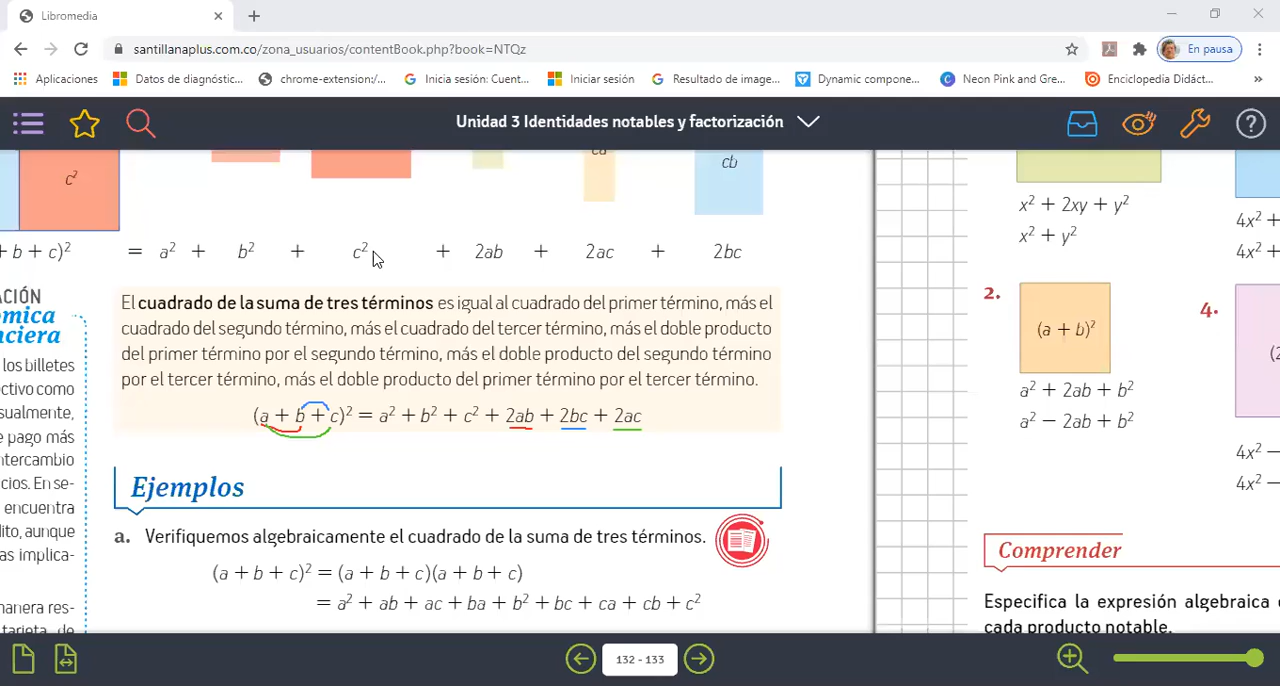 Libromedia
santillanaplus.com.co/zona_usuarios/contentBook.php?book=NTQz
En pausa
Aplicaciones
Datos de diagnóstic...
chrome-extension/...
Inicia sesión: Cuent...
Iniciar sesión
Resultado de image...
Dynamic compone...
Neon Pink and Gre...
Enciclopedia Didáct...
Unidad 3 Identidades notables y factorización
c²
ca
cb
+ b + c)² = a² + b² + c² + 2ab + 2ac + 2bc
El cuadrado de la suma de tres términos es igual al cuadrado del primer término, más el
cuadrado del segundo término, más el cuadrado del tercer término, más el doble producto
del primer término por el segundo término, más el doble producto del segundo término
por el tercer término, más el doble producto del primer término por el tercer término.
(a + b + c)² = a² + b² + c² + 2ab + 2bc + 2ac
Ejemplos
a. Verifiquemos algebraicamente el cuadrado de la suma de tres términos.
(a + b + c)² = (a + b + c)(a + b + c)
= a² + ab + ac + ba + b² + bc + ca + cb + c²
ACIÓN
ómica
nciera
los billetes
ectivo como
sualmente,
e pago más
ntercambio
cios. En se-
encuentra
dito, aunque
as implica-
manera res-
tarjeta de
x² + 2xy + y²
x² + y²
4x² +
4x² +
2.
(a + b)²
a² + 2ab + b²
a² − 2ab + b²
4.
(2
4x² −
4x² −
Comprender
Especifica la expresión algebraica
cada producto notable.
132 - 133